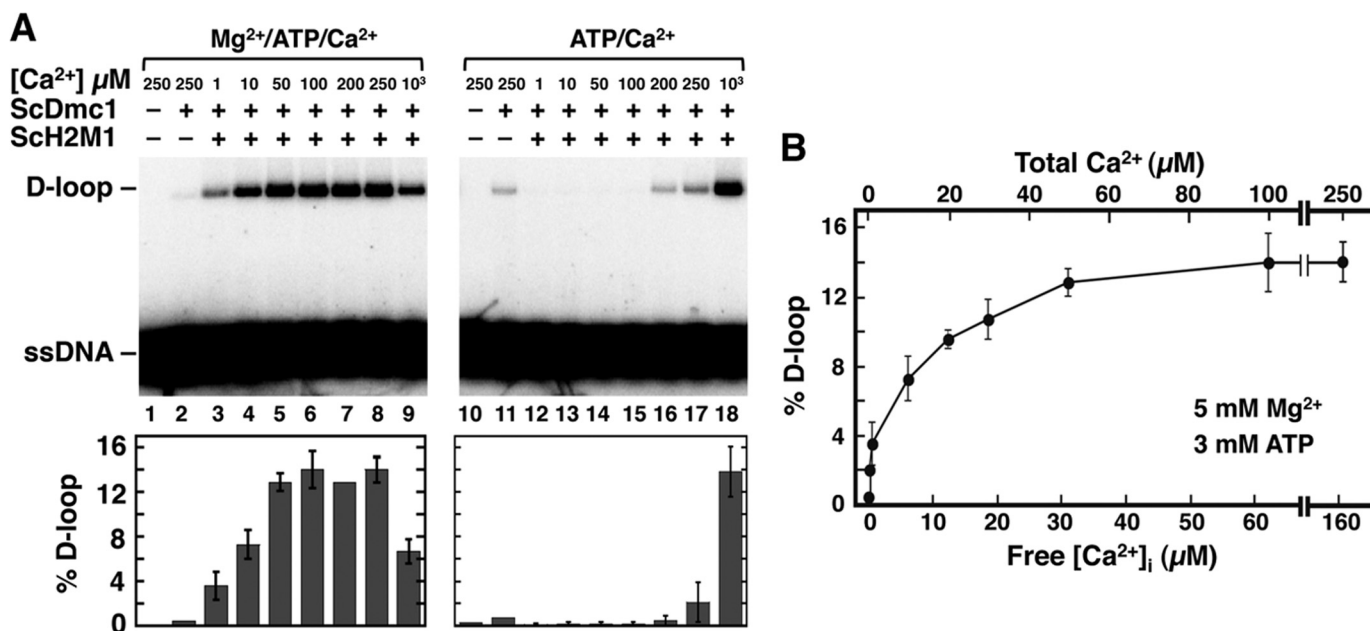 A
Mg²⁺/ATP/Ca²⁺ ATP/Ca²⁺
[Ca²⁺] µM 250 250 1 10 50 100 200 250 10³ 250 250 1 10 50 100 200 250 10³
ScDmc1 – + + + + + + + + – + + + + + + + +
ScH2M1 – – + + + + + + + – – + + + + + + +
D-loop –
ssDNA –
1 2 3 4 5 6 7 8 9 10 11 12 13 14 15 16 17 18
% D-loop
16
12
8
4
0
B
Total Ca²⁺ (µM)
0 20 40 60 80 100 250
% D-loop
16
12
8
4
0
5 mM Mg²⁺
3 mM ATP
0 10 20 30 40 50 60 160
Free [Ca²⁺]i (µM)